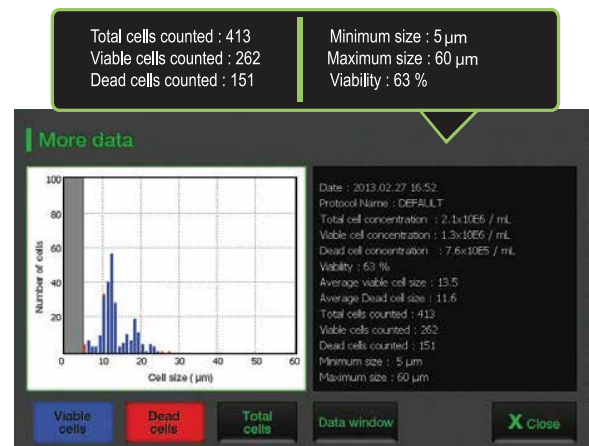 Total cells counted : 413
Viable cells counted : 262
Dead cells counted : 151
Minimum size : 5 µm
Maximum size : 60 µm
Viability : 63 %
More data
100
80
60
40
20
0 10 20 30 40 50 60
Number of cells
Cell size ( µm)
Date : 2013.02.27 16:52
Protocol Name : DEFAULT
Total cell concentration : 2.1x10E6 / mL
Viable cell concentration : 1.3x10E6 / mL
Dead cell concentration : 7.6x10E5 / mL
Viability : 63 %
Average viable cell size : 13.5
Average Dead cell size : 11.6
Total cells counted : 413
Viable cells counted : 262
Dead cells counted : 151
Minimum size : 5 µm
Maximum size : 60 µm
Viable cells
Dead cells
Total cells
Data window
X Close